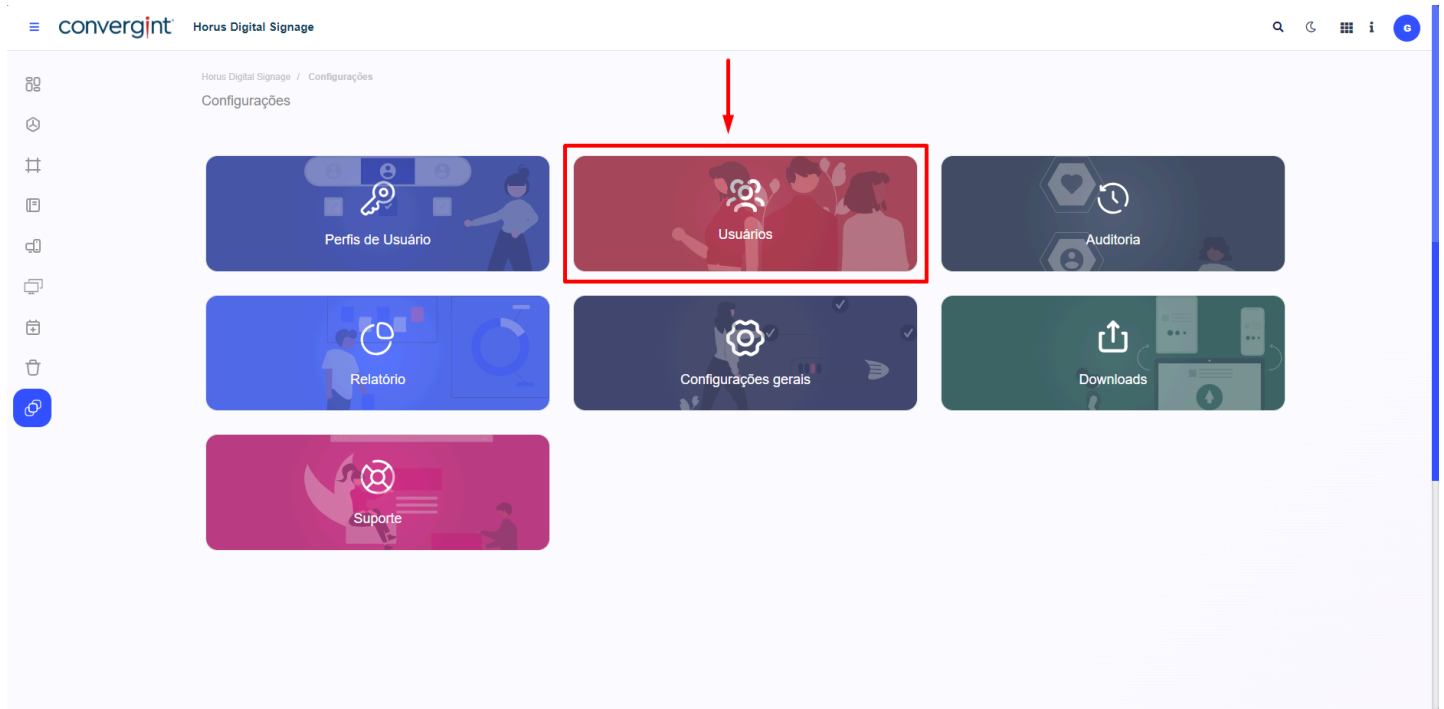 convergint Horus Digital Signage
G
Horus Digital Signage / Configurações
Configurações
Perfis de Usuário
Usuários
Auditoria
Relatório
Configurações gerais
Downloads
Suporte